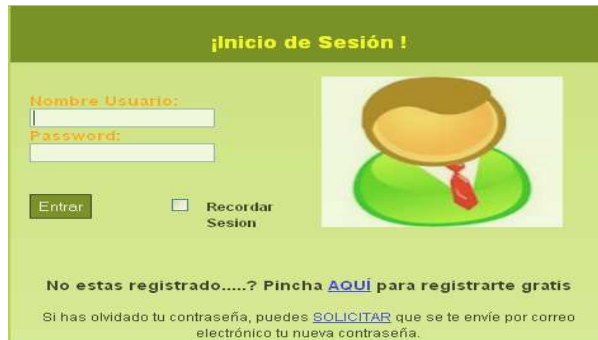 ¡Inicio de Sesión !
Nombre Usuario:
Password:
Entrar
Recordar
Sesion
No estas registrado.....? Pincha AQUÍ para registrarte gratis
Si has olvidado tu contraseña, puedes SOLICITAR que se te envíe por correo
electrónico tu nueva contraseña.